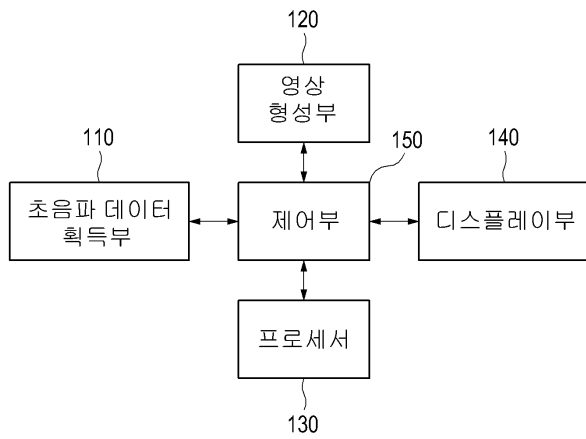 120
영상
형성부
110
150
140
초음파 데이터
획득부
제어부
디스플레이부
프로세서
130